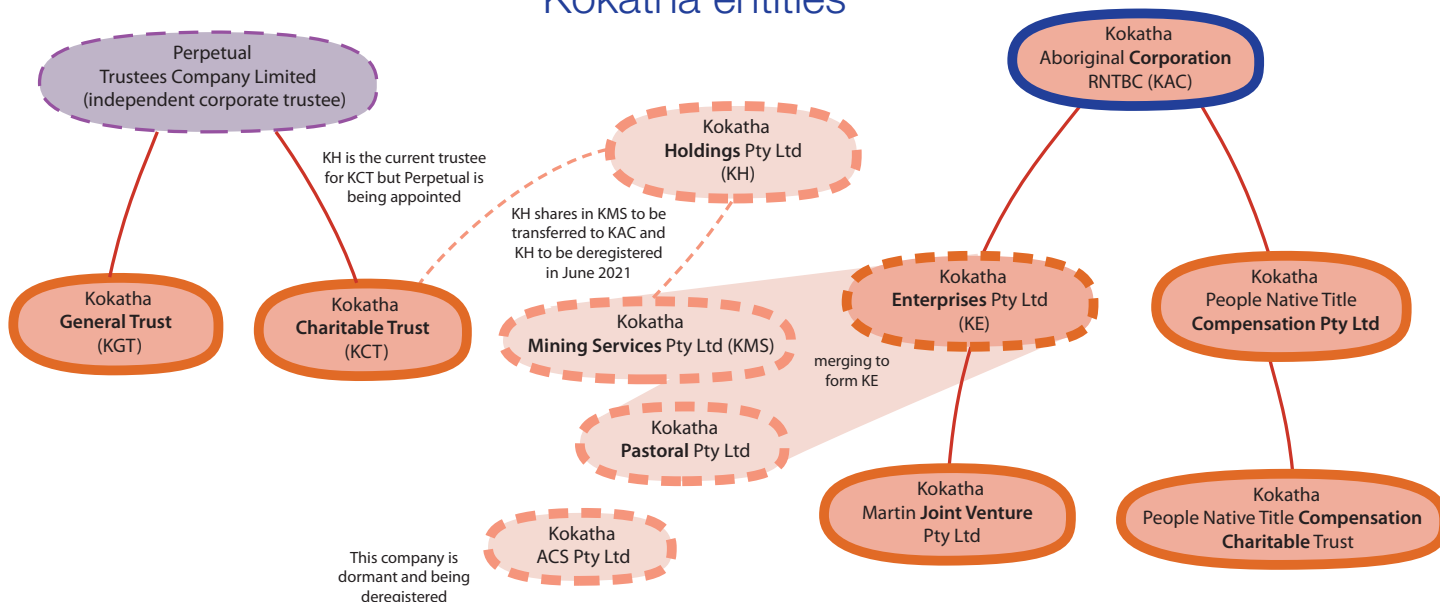 Kokatha entities
Perpetual
Trustees Company Limited
(independent corporate trustee)
Kokatha
Aboriginal Corporation
RNTBC (KAC)
KH is the current trustee
for KCT but Perpetual is
being appointed
Kokatha
Holdings Pty Ltd
(KH)
KH shares in KMS to be
transferred to KAC and
KH to be deregistered
in June 2021
Kokatha
General Trust
(KGT)
Kokatha
Charitable Trust
(KCT)
Kokatha
Mining Services Pty Ltd (KMS)
Kokatha
Enterprises Pty Ltd
(KE)
Kokatha
People Native Title
Compensation Pty Ltd
merging to
form KE
Kokatha
Pastoral Pty Ltd
Kokatha
Martin Joint Venture
Pty Ltd
Kokatha
People Native Title Compensation
Charitable Trust
Kokatha
ACS Pty Ltd
This company is
dormant and being
deregistered